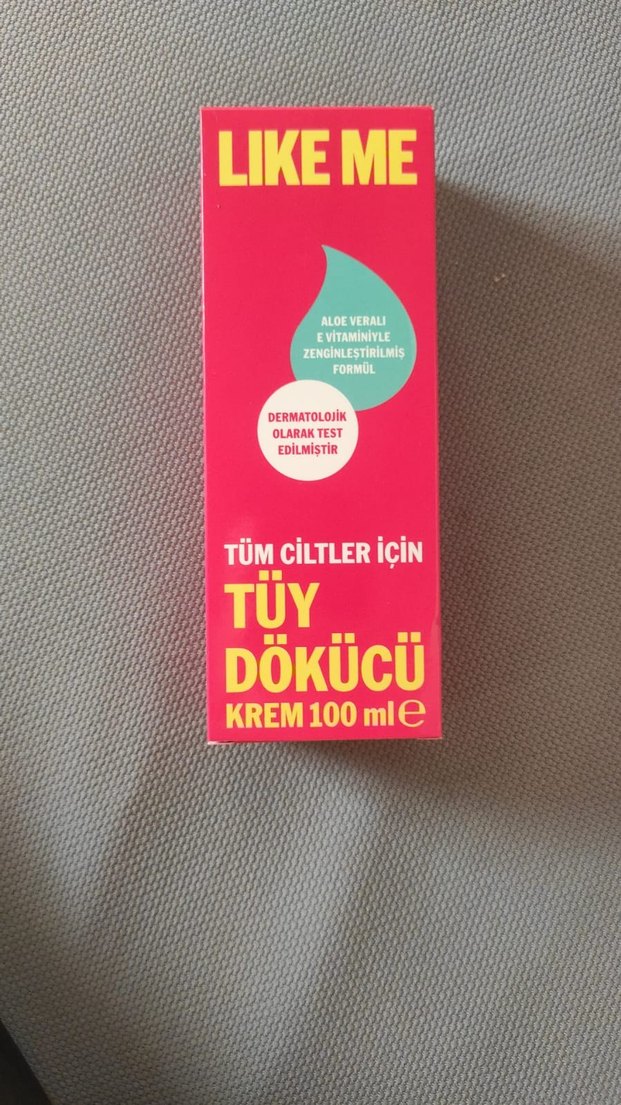 LIKE ME
ALOE VERALI
E VİTAMİNİYLE
ZENGİNLEŞTİRİLMİŞ
FORMÜL
DERMATOLOJİK
OLARAK TEST
EDİLMİŞTİR
TÜM CİLTLER İÇİN
TÜY
DÖKÜCÜ
KREM 100 ml ℮